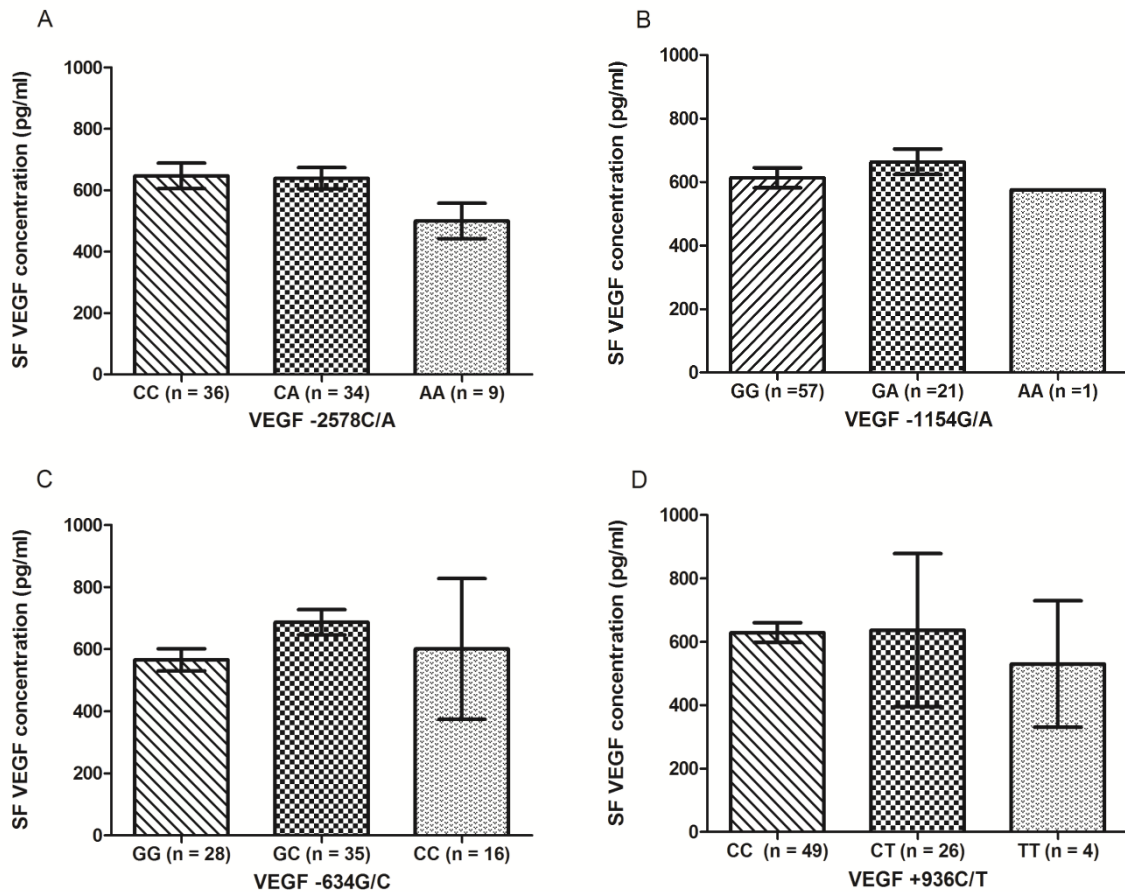 A
SF VEGF concentration (pg/ml)
1000
800
600
400
200
0
CC (n = 36) CA (n = 34) AA (n = 9)
VEGF -2578C/A
B
SF VEGF concentration (pg/ml)
1000
800
600
400
200
0
GG (n =57) GA (n =21) AA (n =1)
VEGF -1154G/A
C
SF VEGF concentration (pg/ml)
1000
800
600
400
200
0
GG (n = 28) GC (n = 35) CC (n = 16)
VEGF -634G/C
D
SF VEGF concentration (pg/ml)
1000
800
600
400
200
0
CC (n = 49) CT (n = 26) TT (n = 4)
VEGF +936C/T